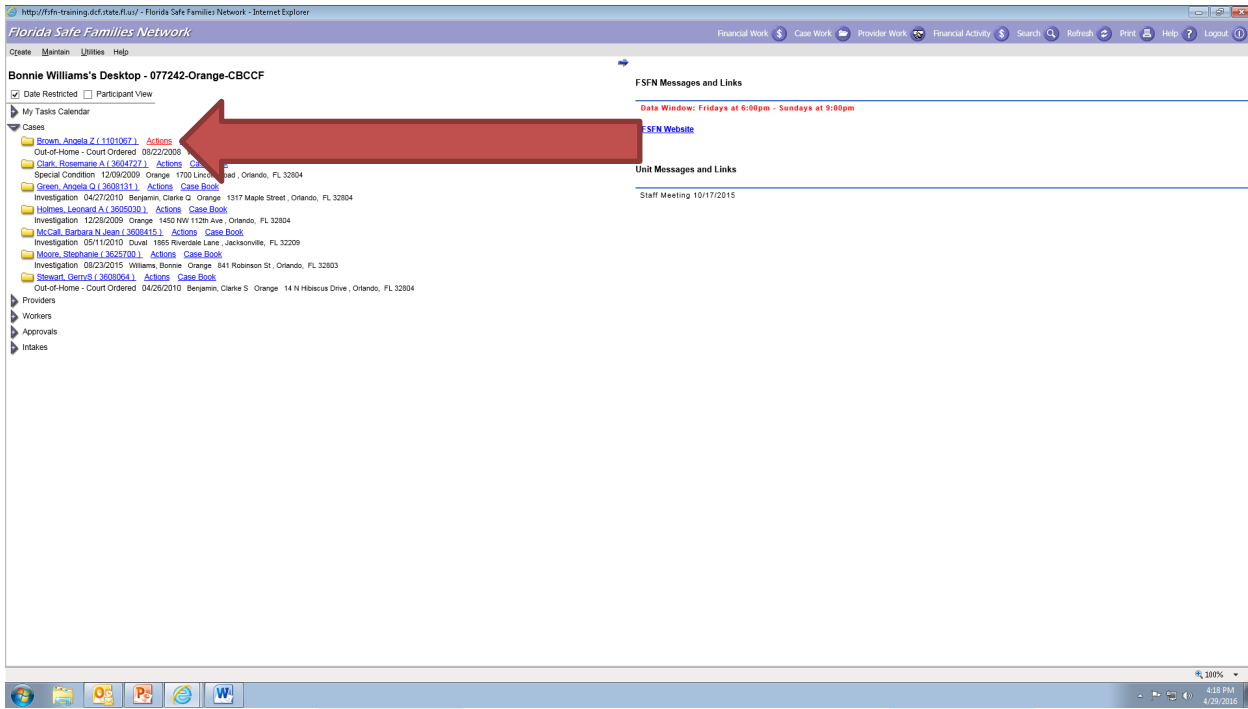 http://fsfn-training.dcf.state.fl.us/ - Florida Safe Families Network - Internet Explorer
Florida Safe Families Network
Financial Work Case Work Provider Work Financial Activity Search Refresh Print Help Logout
Create Maintain Utilities Help
Bonnie Williams's Desktop - 077242-Orange-CBCCF
Date Restricted Participant View
My Tasks Calendar
Cases
Brown, Angela Z ( 1101067 ) Actions
Out-of-Home - Court Ordered 08/22/2008
Clark, Rosemarie A ( 3604727 ) Actions
Special Condition 12/09/2009 Orange 1700 , Orlando, FL 32804
Green, Angela Q ( 3608131 ) Actions Case Book
Investigation 04/27/2010 Benjamin, Clarke Q Orange 1317 Maple Street , Orlando, FL 32804
Holmes, Leonard A ( 3605030 ) Actions Case Book
Investigation 12/28/2009 Orange 1450 NW 112th Ave , Orlando, FL 32804
McCall, Barbara N Jean ( 3608415 ) Actions Case Book
Investigation 05/11/2010 Duval 1865 Riverdale Lane , Jacksonville, FL 32209
Moore, Stephanie ( 3625700 ) Actions Case Book
Investigation 08/23/2015 Williams, Bonnie Orange 841 Robinson St , Orlando, FL 32803
Stewart, GerryS ( 3608064 ) Actions Case Book
Out-of-Home - Court Ordered 04/26/2010 Benjamin, Clarke S Orange 14 N Hibiscus Drive , Orlando, FL 32804
Providers
Workers
Approvals
Intakes
FSFN Messages and Links
Data Window: Fridays at 6:00pm - Sundays at 9:00pm
FSFN Website
Unit Messages and Links
Staff Meeting 10/17/2015
100%
4:18 PM
4/29/2016